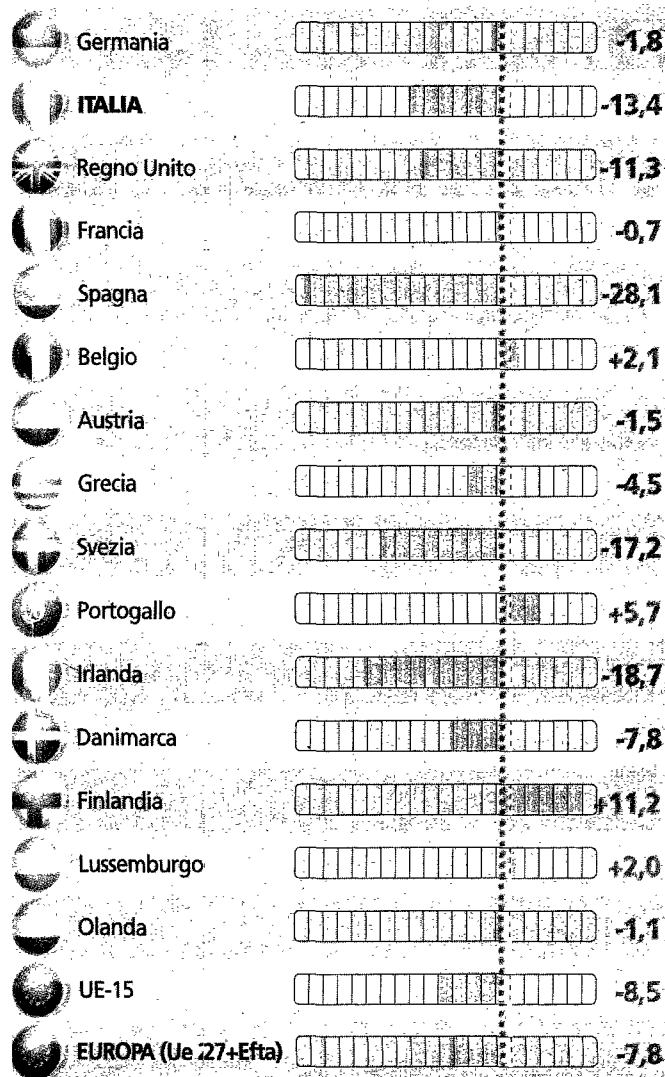 Germania -1,8
ITALIA -13,4
Regno Unito -11,3
Francia -0,7
Spagna -28,1
Belgio +2,1
Austria -1,5
Grecia -4,5
Svezia -17,2
Portogallo +5,7
Irlanda -18,7
Danimarca -7,8
Finlandia +11,2
Lussemburgo +2,0
Olanda -1,1
UE-15 -8,5
EUROPA (Ue 27+Efta) -7,8